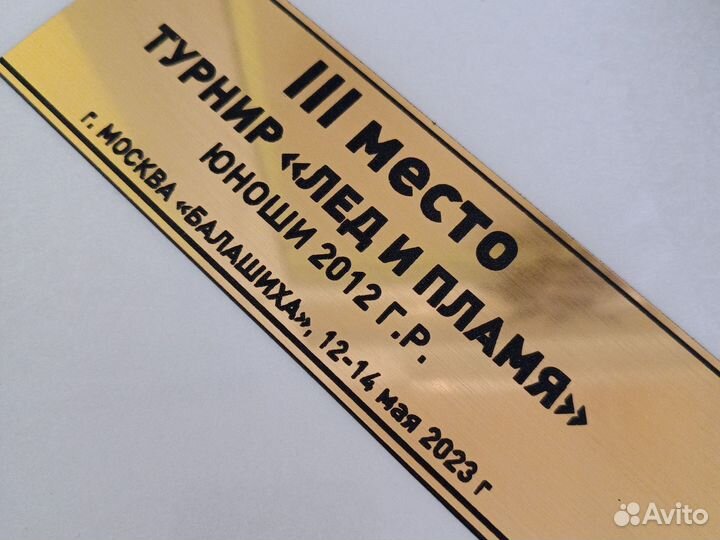 III место
ТУРНИР «ЛЕД И ПЛАМЯ»
ЮНОШИ 2012 Г.Р.
г. МОСКВА «БАЛАШИХА», 12-14 мая 2023 г
Avito